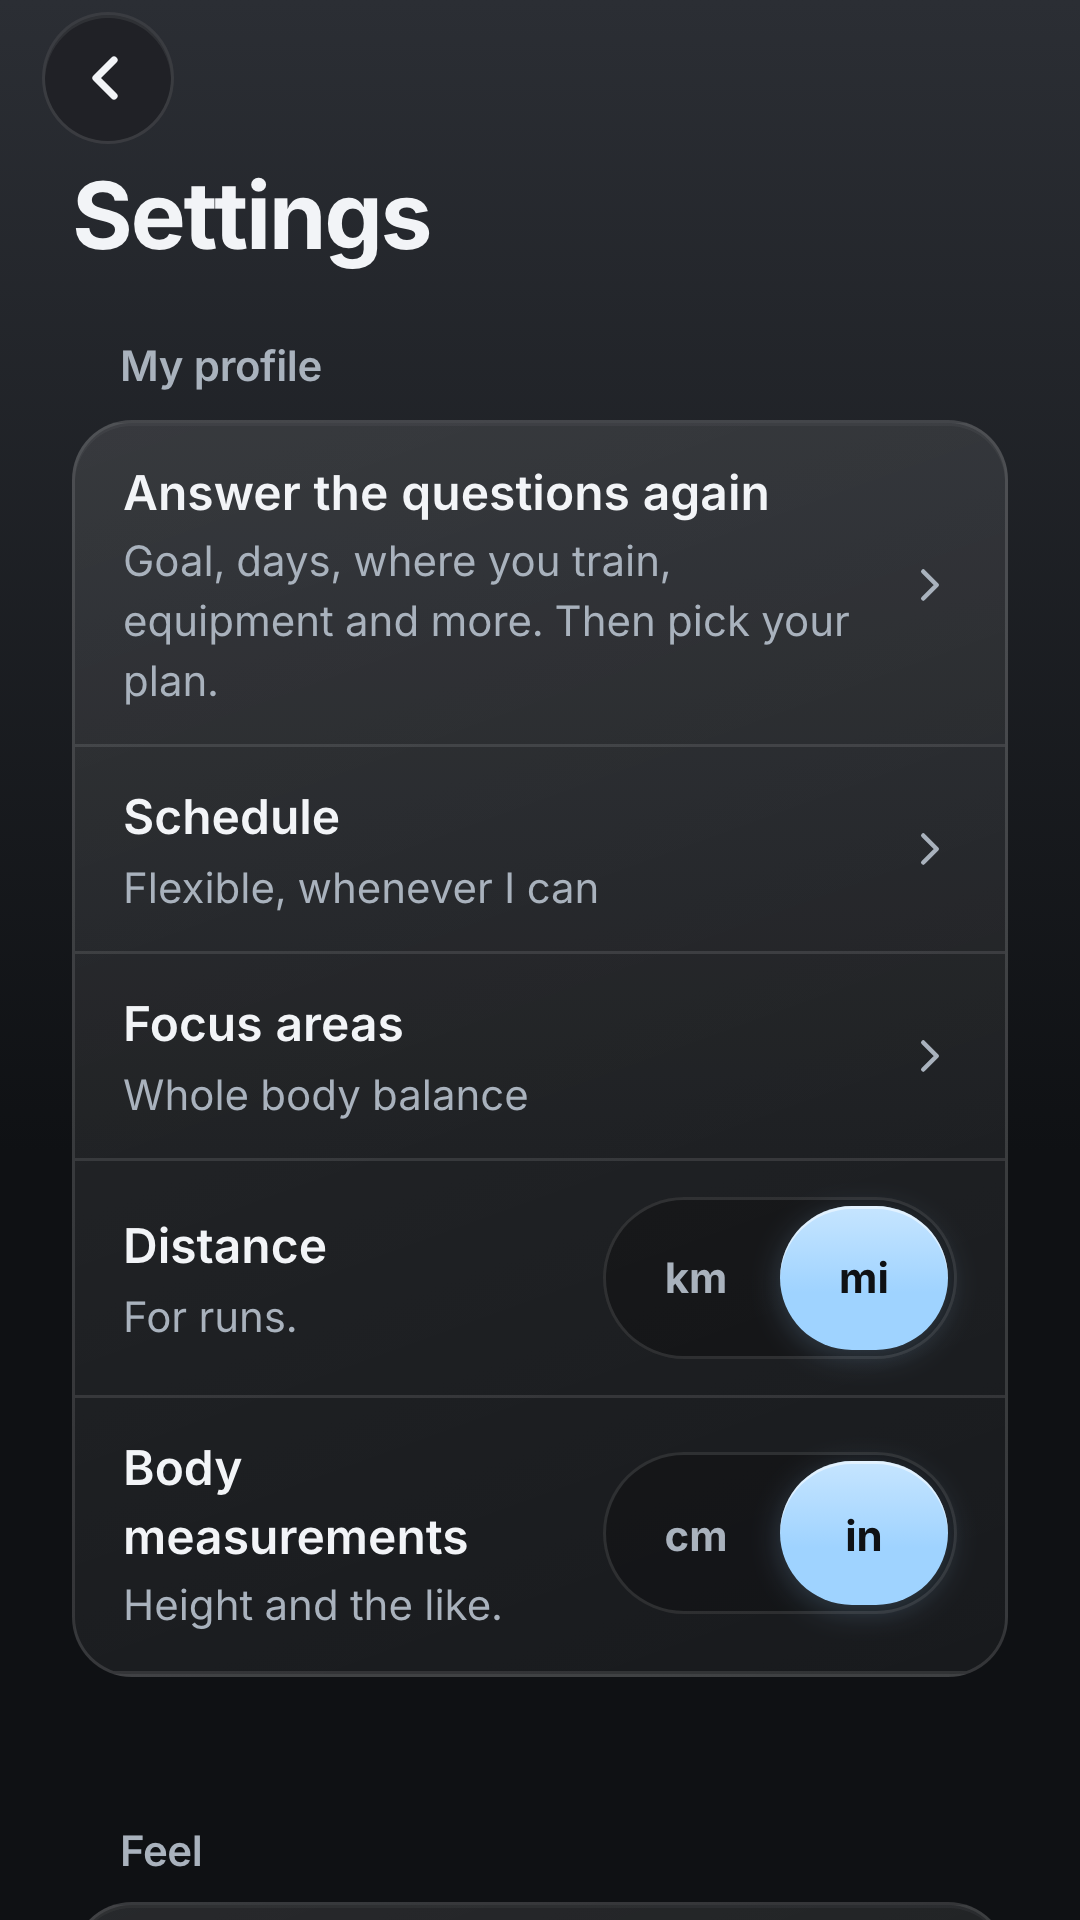 Settings
My profile
Answer the questions again
Goal, days, where you train,
equipment and more. Then pick your
plan.
Schedule
Flexible, whenever I can
Focus areas
Whole body balance
Distance
For runs.
km
mi
Body
measurements
Height and the like.
cm
in
Feel